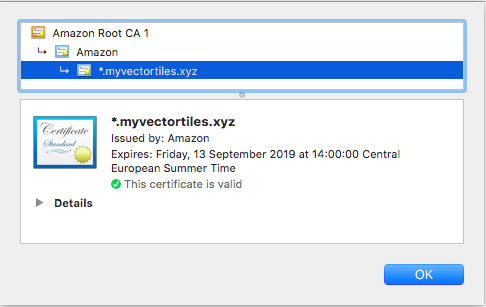 Amazon Root CA 1
Amazon
*.myvectortiles.xyz
Certificate
Standard
*.myvectortiles.xyz
Issued by: Amazon
Expires: Friday, 13 September 2019 at 14:00:00 Central
European Summer Time
This certificate is valid
Details
OK